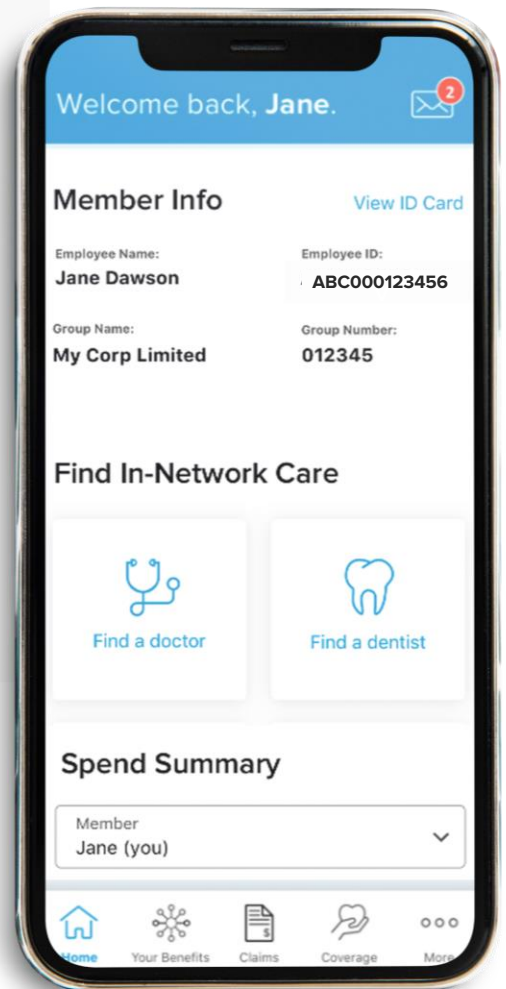 Welcome back, Jane.
2
Member Info
View ID Card
Employee Name:
Employee ID:
Jane Dawson
ABC000123456
Group Name:
Group Number:
My Corp Limited
012345
Find In-Network Care
Find a doctor
Find a dentist
Spend Summary
Member
Jane (you)
$
Home
Your Benefits
Claims
Coverage
More